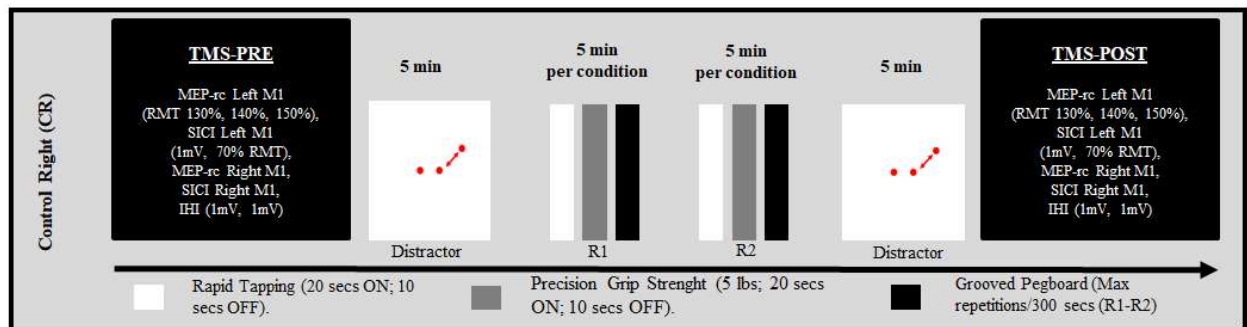 Control Right (CR)
TMS-PRE
MEP-rc Left M1
(RMT 130%, 140%, 150%),
SICI Left M1
(1mV, 70% RMT),
MEP-rc Right M1,
SICI Right M1,
IHI (1mV, 1mV)
5 min
Distractor
5 min
per condition
R1
5 min
per condition
R2
5 min
Distractor
TMS-POST
MEP-rc Left M1
(RMT 130%, 140%, 150%),
SICI Left M1
(1mV, 70% RMT),
MEP-rc Right M1,
SICI Right M1,
IHI (1mV, 1mV)
Rapid Tapping (20 secs ON; 10
secs OFF).
Precision Grip Strenght (5 lbs; 20 secs
ON; 10 secs OFF).
Grooved Pegboard (Max
repetitions/300 secs (R1-R2)